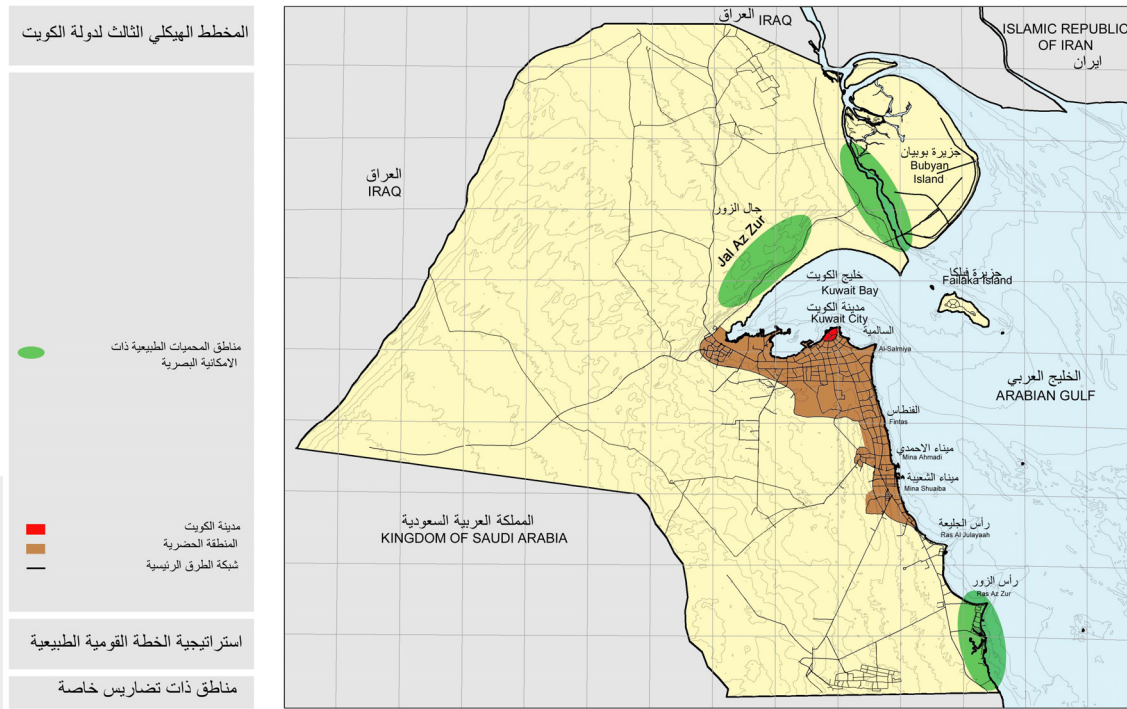 المخطط الهيكلي الثالث لدولة الكويت
مناطق المحميات الطبيعية ذات
الامكانية البصرية
مدينة الكويت
المنطقة الحضرية
شبكة الطرق الرئيسية
استراتيجية الخطة القومية الطبيعية
مناطق ذات تضاريس خاصة
العراق
IRAQ
ISLAMIC REPUBLIC
OF IRAN
ايران
العراق
IRAQ
جزيرة بوبيان
Bubyan
Island
جال الزور
Jal Az Zur
خليج الكويت
Kuwait Bay
جزيرة فيلكا
Failaka Island
مدينة الكويت
Kuwait City
السالمية
Al-Salmiya
الخليج العربي
ARABIAN GULF
الفنطاس
Fintas
ميناء الاحمدي
Mina Ahmadi
ميناء الشعيبة
Mina Shuaiba
المملكة العربية السعودية
KINGDOM OF SAUDI ARABIA
رأس الجليعة
Ras Al Julayaah
رأس الزور
Ras Az Zur